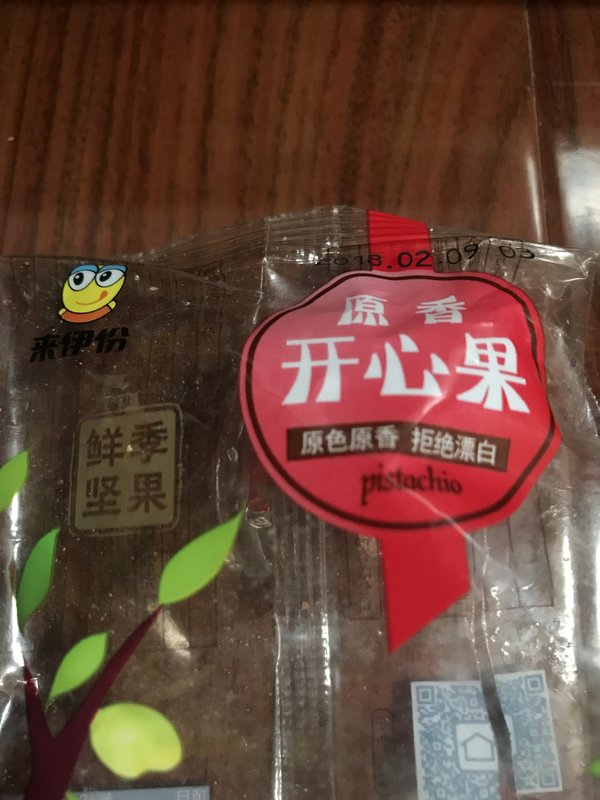 2018.02.09 03
来伊份
原香
开心果
原色原香 拒绝漂白
pistachio
鲜季
坚果